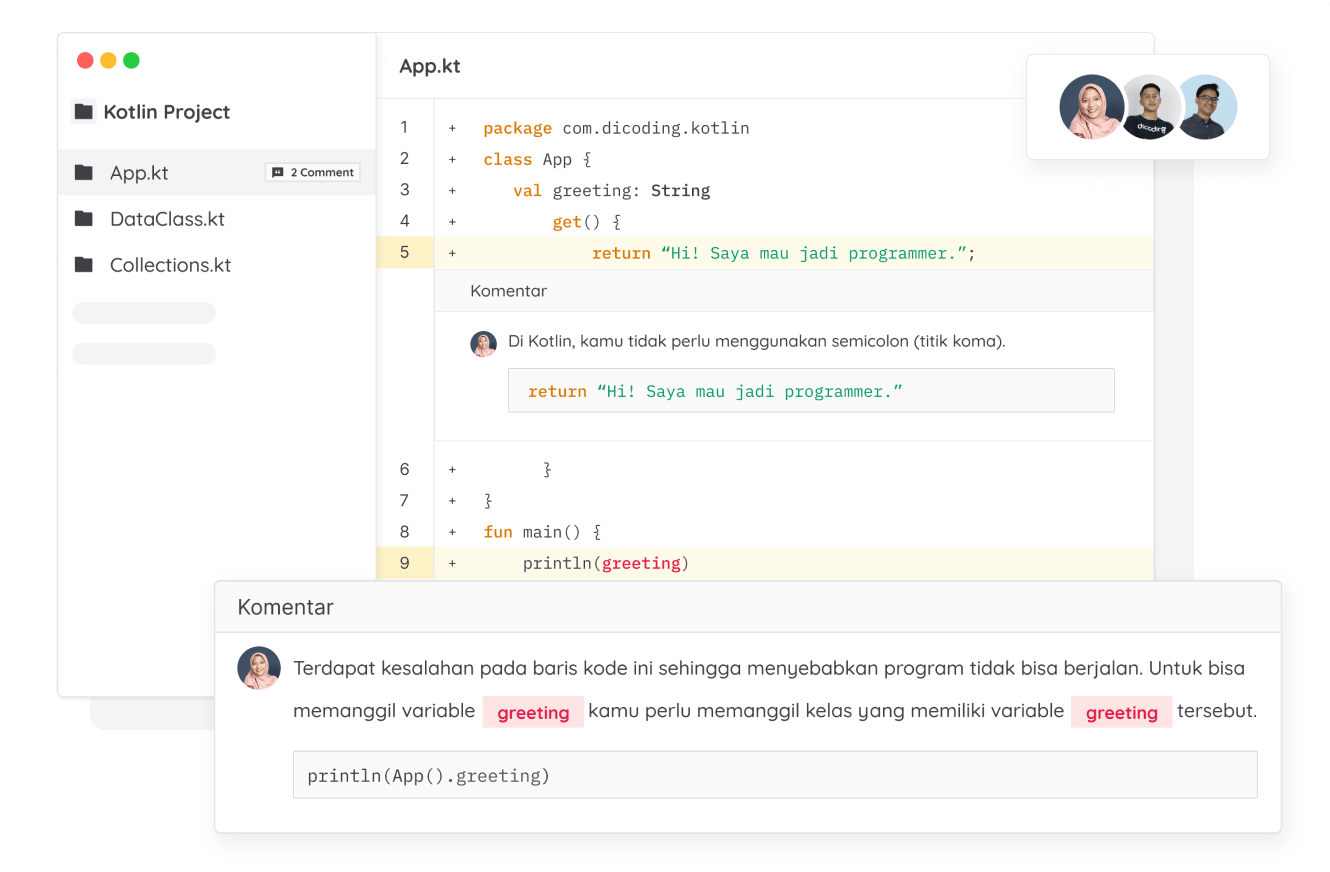 App.kt
Kotlin Project
App.kt
2 Comment
DataClass.kt
Collections.kt
dicoding
1 + package com.dicoding.kotlin
2 + class App {
3 + val greeting: String
4 + get() {
5 + return “Hi! Saya mau jadi programmer.”;
Komentar
Di Kotlin, kamu tidak perlu menggunakan semicolon (titik koma).
return “Hi! Saya mau jadi programmer.”
6 + }
7 + }
8 + fun main() {
9 + println(greeting)
Komentar
Terdapat kesalahan pada baris kode ini sehingga menyebabkan program tidak bisa berjalan. Untuk bisa
memanggil variable greeting kamu perlu memanggil kelas yang memiliki variable greeting tersebut.
println(App().greeting)